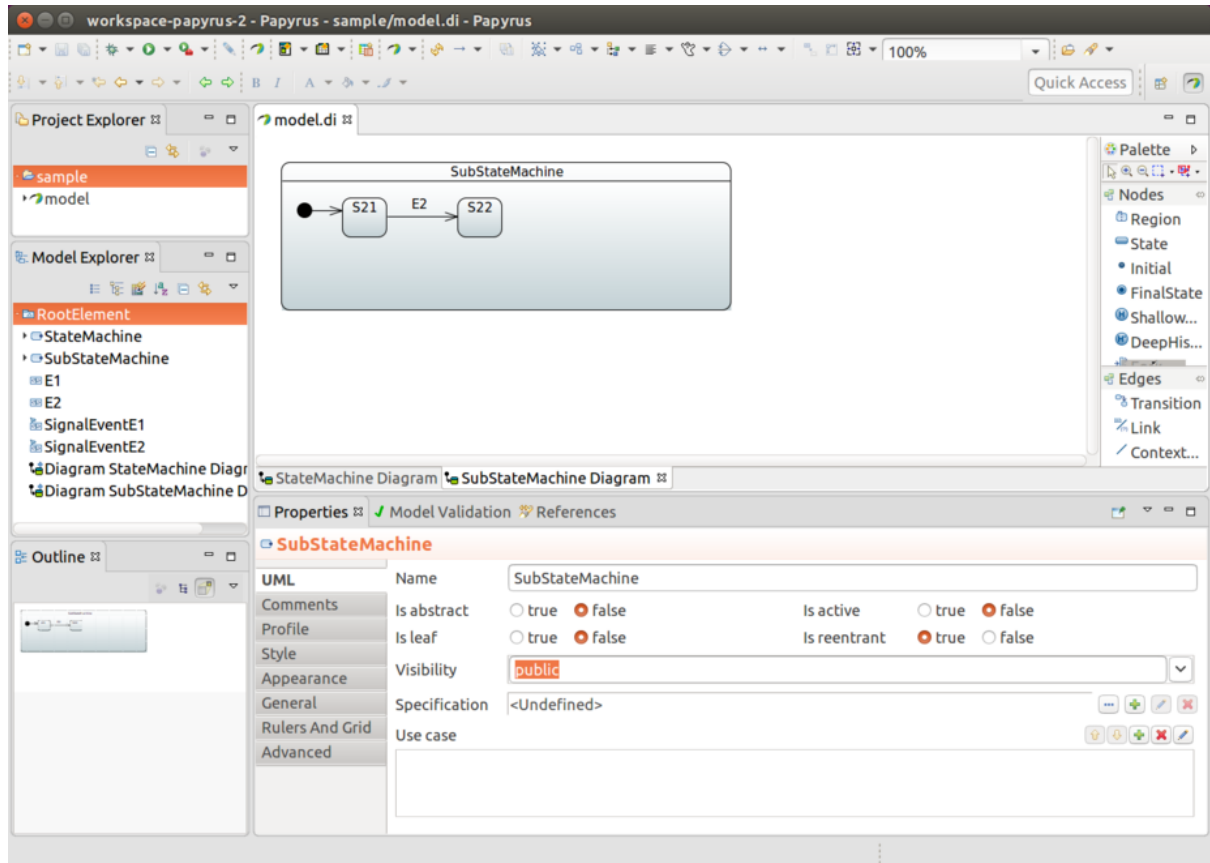 workspace-papyrus-2 - Papyrus - sample/model.di - Papyrus
100%
B I A
Quick Access
Project Explorer
sample
model
Model Explorer
RootElement
StateMachine
SubStateMachine
E1
E2
SignalEventE1
SignalEventE2
Diagram StateMachine Diagr
Diagram SubStateMachine D
Outline
model.di
SubStateMachine
S21 E2 S22
Palette
Nodes
Region
State
Initial
FinalState
Shallow...
DeepHis...
Edges
Transition
Link
Context...
StateMachine Diagram SubStateMachine Diagram
Properties Model Validation References
SubStateMachine
UML
Comments
Profile
Style
Appearance
General
Rulers And Grid
Advanced
Name SubStateMachine
Is abstract true false Is active true false
Is leaf true false Is reentrant true false
Visibility public
Specification <Undefined>
Use case